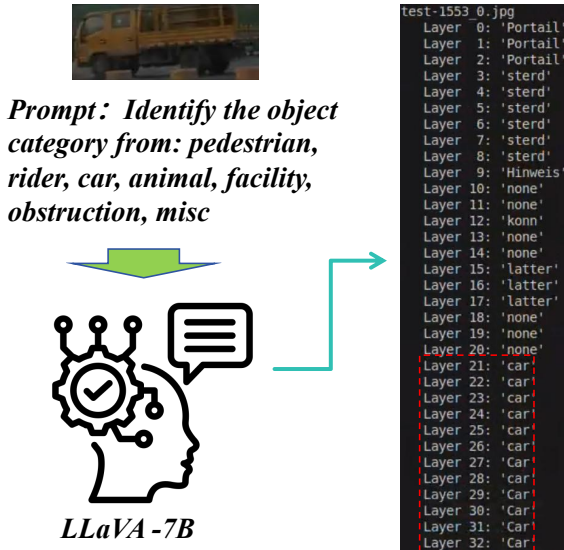 Prompt: Identify the object
category from: pedestrian,
rider, car, animal, facility,
obstruction, misc
LLaVA-7B
test-1553_0.jpg
Layer 0: 'Portail'
Layer 1: 'Portail'
Layer 2: 'Portail'
Layer 3: 'sterd'
Layer 4: 'sterd'
Layer 5: 'sterd'
Layer 6: 'sterd'
Layer 7: 'sterd'
Layer 8: 'sterd'
Layer 9: 'Hinweis'
Layer 10: 'none'
Layer 11: 'none'
Layer 12: 'konn'
Layer 13: 'none'
Layer 14: 'none'
Layer 15: 'latter'
Layer 16: 'latter'
Layer 17: 'latter'
Layer 18: 'none'
Layer 19: 'none'
Layer 20: 'none'
Layer 21: 'car'
Layer 22: 'car'
Layer 23: 'car'
Layer 24: 'car'
Layer 25: 'car'
Layer 26: 'car'
Layer 27: 'Car'
Layer 28: 'Car'
Layer 29: 'Car'
Layer 30: 'Car'
Layer 31: 'Car'
Layer 32: 'Car'